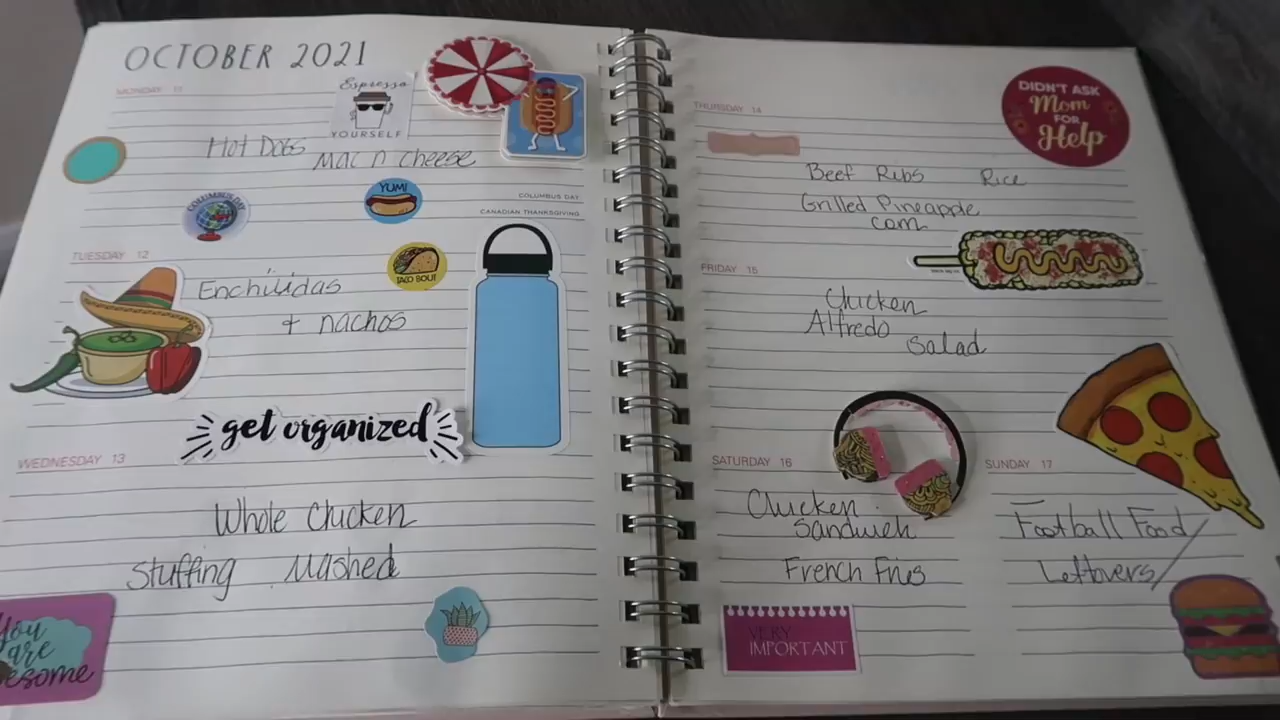 OCTOBER 2021
MONDAY 11
Espresso
YOURSELF
Hot Dogs Mac n Cheese
COLUMBUS DAY
YUM!
COLUMBUS DAY
CANADIAN THANKSGIVING
TUESDAY 12
TACO BOUT
Enchiladas
+ nachos
get organized
WEDNESDAY 13
Whole Chicken
Stuffing Mashed
You
are
THURSDAY 14
DIDN'T ASK
Mom
FOR
Help
Beef Ribs Rice
Grilled Pineapple
Corn
FRIDAY 15
Chicken
Alfredo
Salad
SATURDAY 16
Chicken
Sandwich
French Fries
VERY
IMPORTANT
SUNDAY 17
Football Food/
Leftovers/